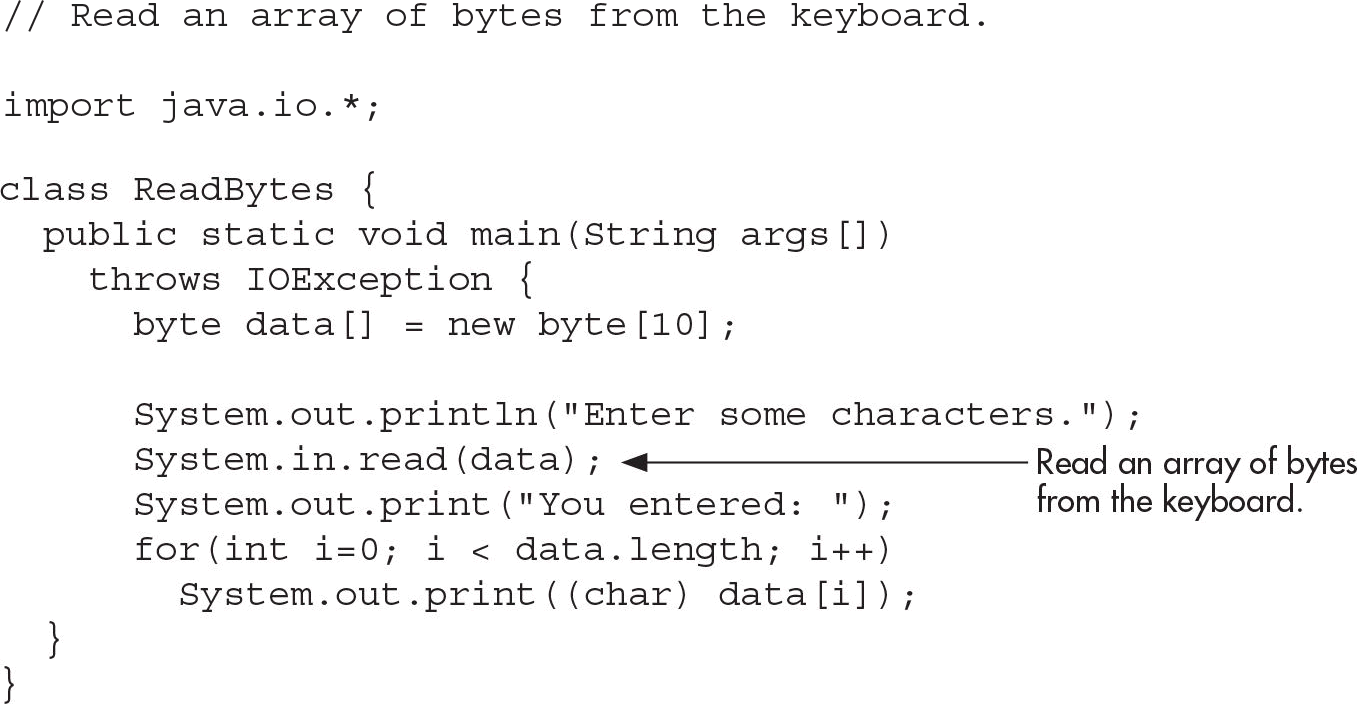 // Read an array of bytes from the keyboard.

import java.io.*;

class ReadBytes {
  public static void main(String args[])
    throws IOException {
      byte data[] = new byte[10];

      System.out.println("Enter some characters.");
      System.in.read(data);
      System.out.print("You entered: ");
      for(int i=0; i < data.length; i++)
        System.out.print((char) data[i]);
  }
}
Read an array of bytes
from the keyboard.